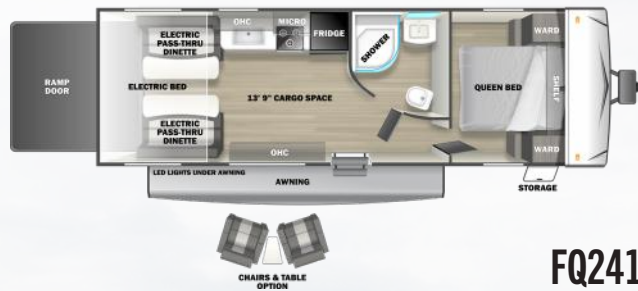 OHC
MICRO
FRIDGE
SHOWER
WARD
ELECTRIC
PASS-THRU
DINETTE
RAMP
DOOR
ELECTRIC BED
13' 9" CARGO SPACE
QUEEN BED
SHELF
ELECTRIC
PASS-THRU
DINETTE
OHC
WARD
LED LIGHTS UNDER AWNING
AWNING
STORAGE
CHAIRS & TABLE
OPTION
FQ241